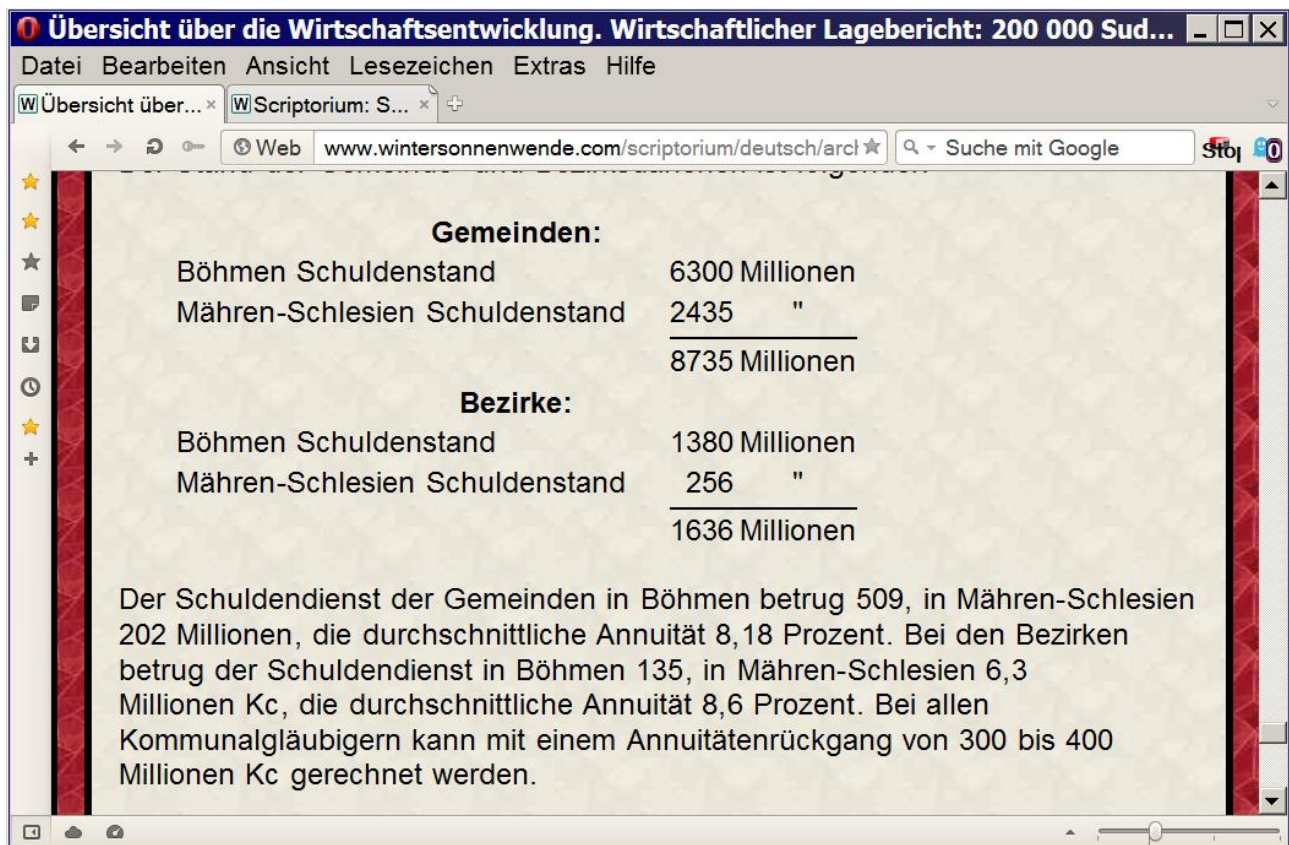 Übersicht über die Wirtschaftsentwicklung. Wirtschaftlicher Lagebericht: 200 000 Sud...
Datei Bearbeiten Ansicht Lesezeichen Extras Hilfe
Übersicht über... Scriptorium: S...
Web www.wintersonnenwende.com/scriptorium/deutsch/arch Suche mit Google Stop 0
Gemeinden:
Böhmen Schuldenstand 6300 Millionen
Mähren-Schlesien Schuldenstand 2435 "
8735 Millionen
Bezirke:
Böhmen Schuldenstand 1380 Millionen
Mähren-Schlesien Schuldenstand 256 "
1636 Millionen
Der Schuldendienst der Gemeinden in Böhmen betrug 509, in Mähren-Schlesien
202 Millionen, die durchschnittliche Annuität 8,18 Prozent. Bei den Bezirken
betrug der Schuldendienst in Böhmen 135, in Mähren-Schlesien 6,3
Millionen Kc, die durchschnittliche Annuität 8,6 Prozent. Bei allen
Kommunalgläubigern kann mit einem Annuitätenrückgang von 300 bis 400
Millionen Kc gerechnet werden.